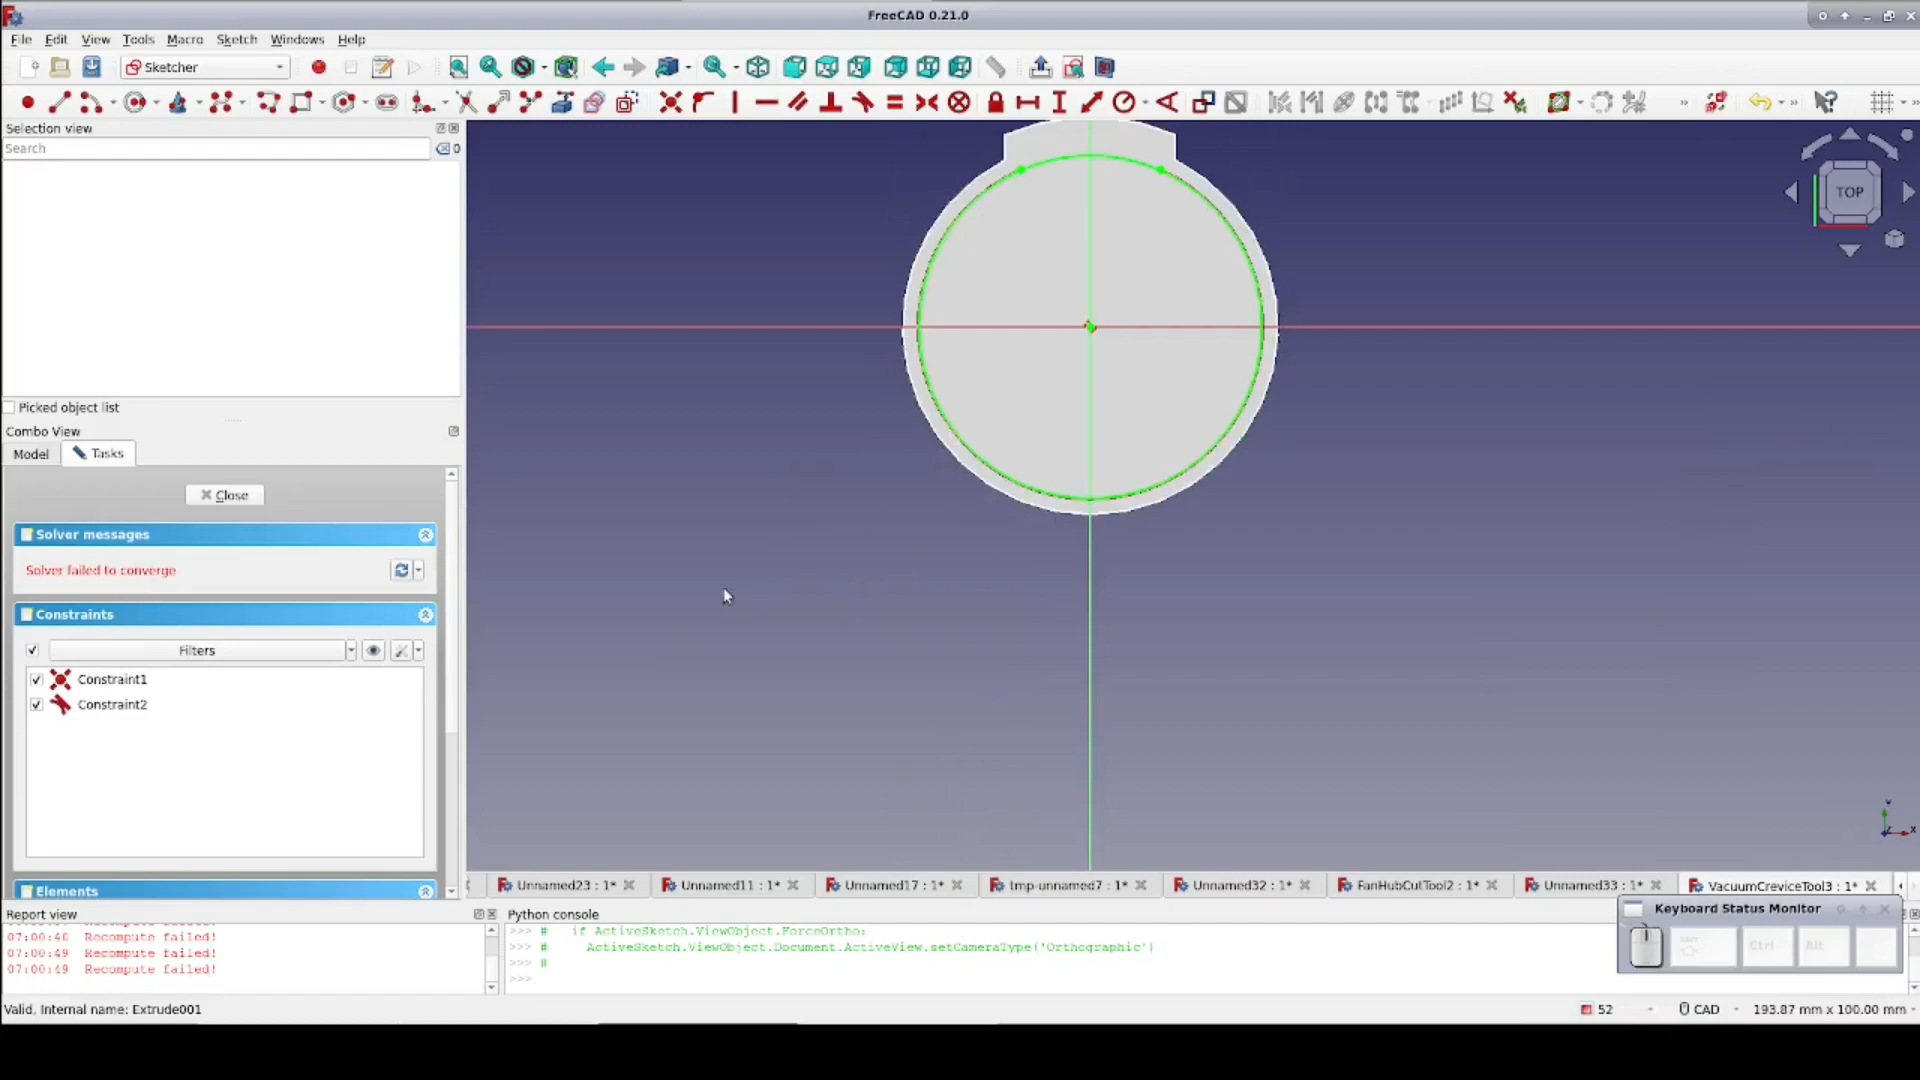 FreeCAD 0.21.0
File Edit View Tools Macro Sketch Windows Help
Sketcher
Selection view
Search
0
TOP
Picked object list
Combo View
Model Tasks
Close
Solver messages
Solver failed to converge
Constraints
Filters
Constraint1
Constraint2
Elements
Unnamed23 : 1* Unnamed11 : 1* Unnamed17 : 1* tmp-unnamed7 : 1* Unnamed32 : 1* FanHubCutTool2 : 1* Unnamed33 : 1* VacuumCreviceTool3 : 1*
Report view
07:00:40 Recompute failed!
07:00:49 Recompute failed!
07:00:49 Recompute failed!
Python console
>>> # if ActiveSketch.ViewObject.ForceOrtho:
>>> # ActiveSketch.ViewObject.Document.ActiveView.setCameraType('Orthographic')
>>> #
>>>
Keyboard Status Monitor
Ctrl Alt
Valid, Internal name: Extrude001
52 CAD 193.87 mm x 100.00 mm